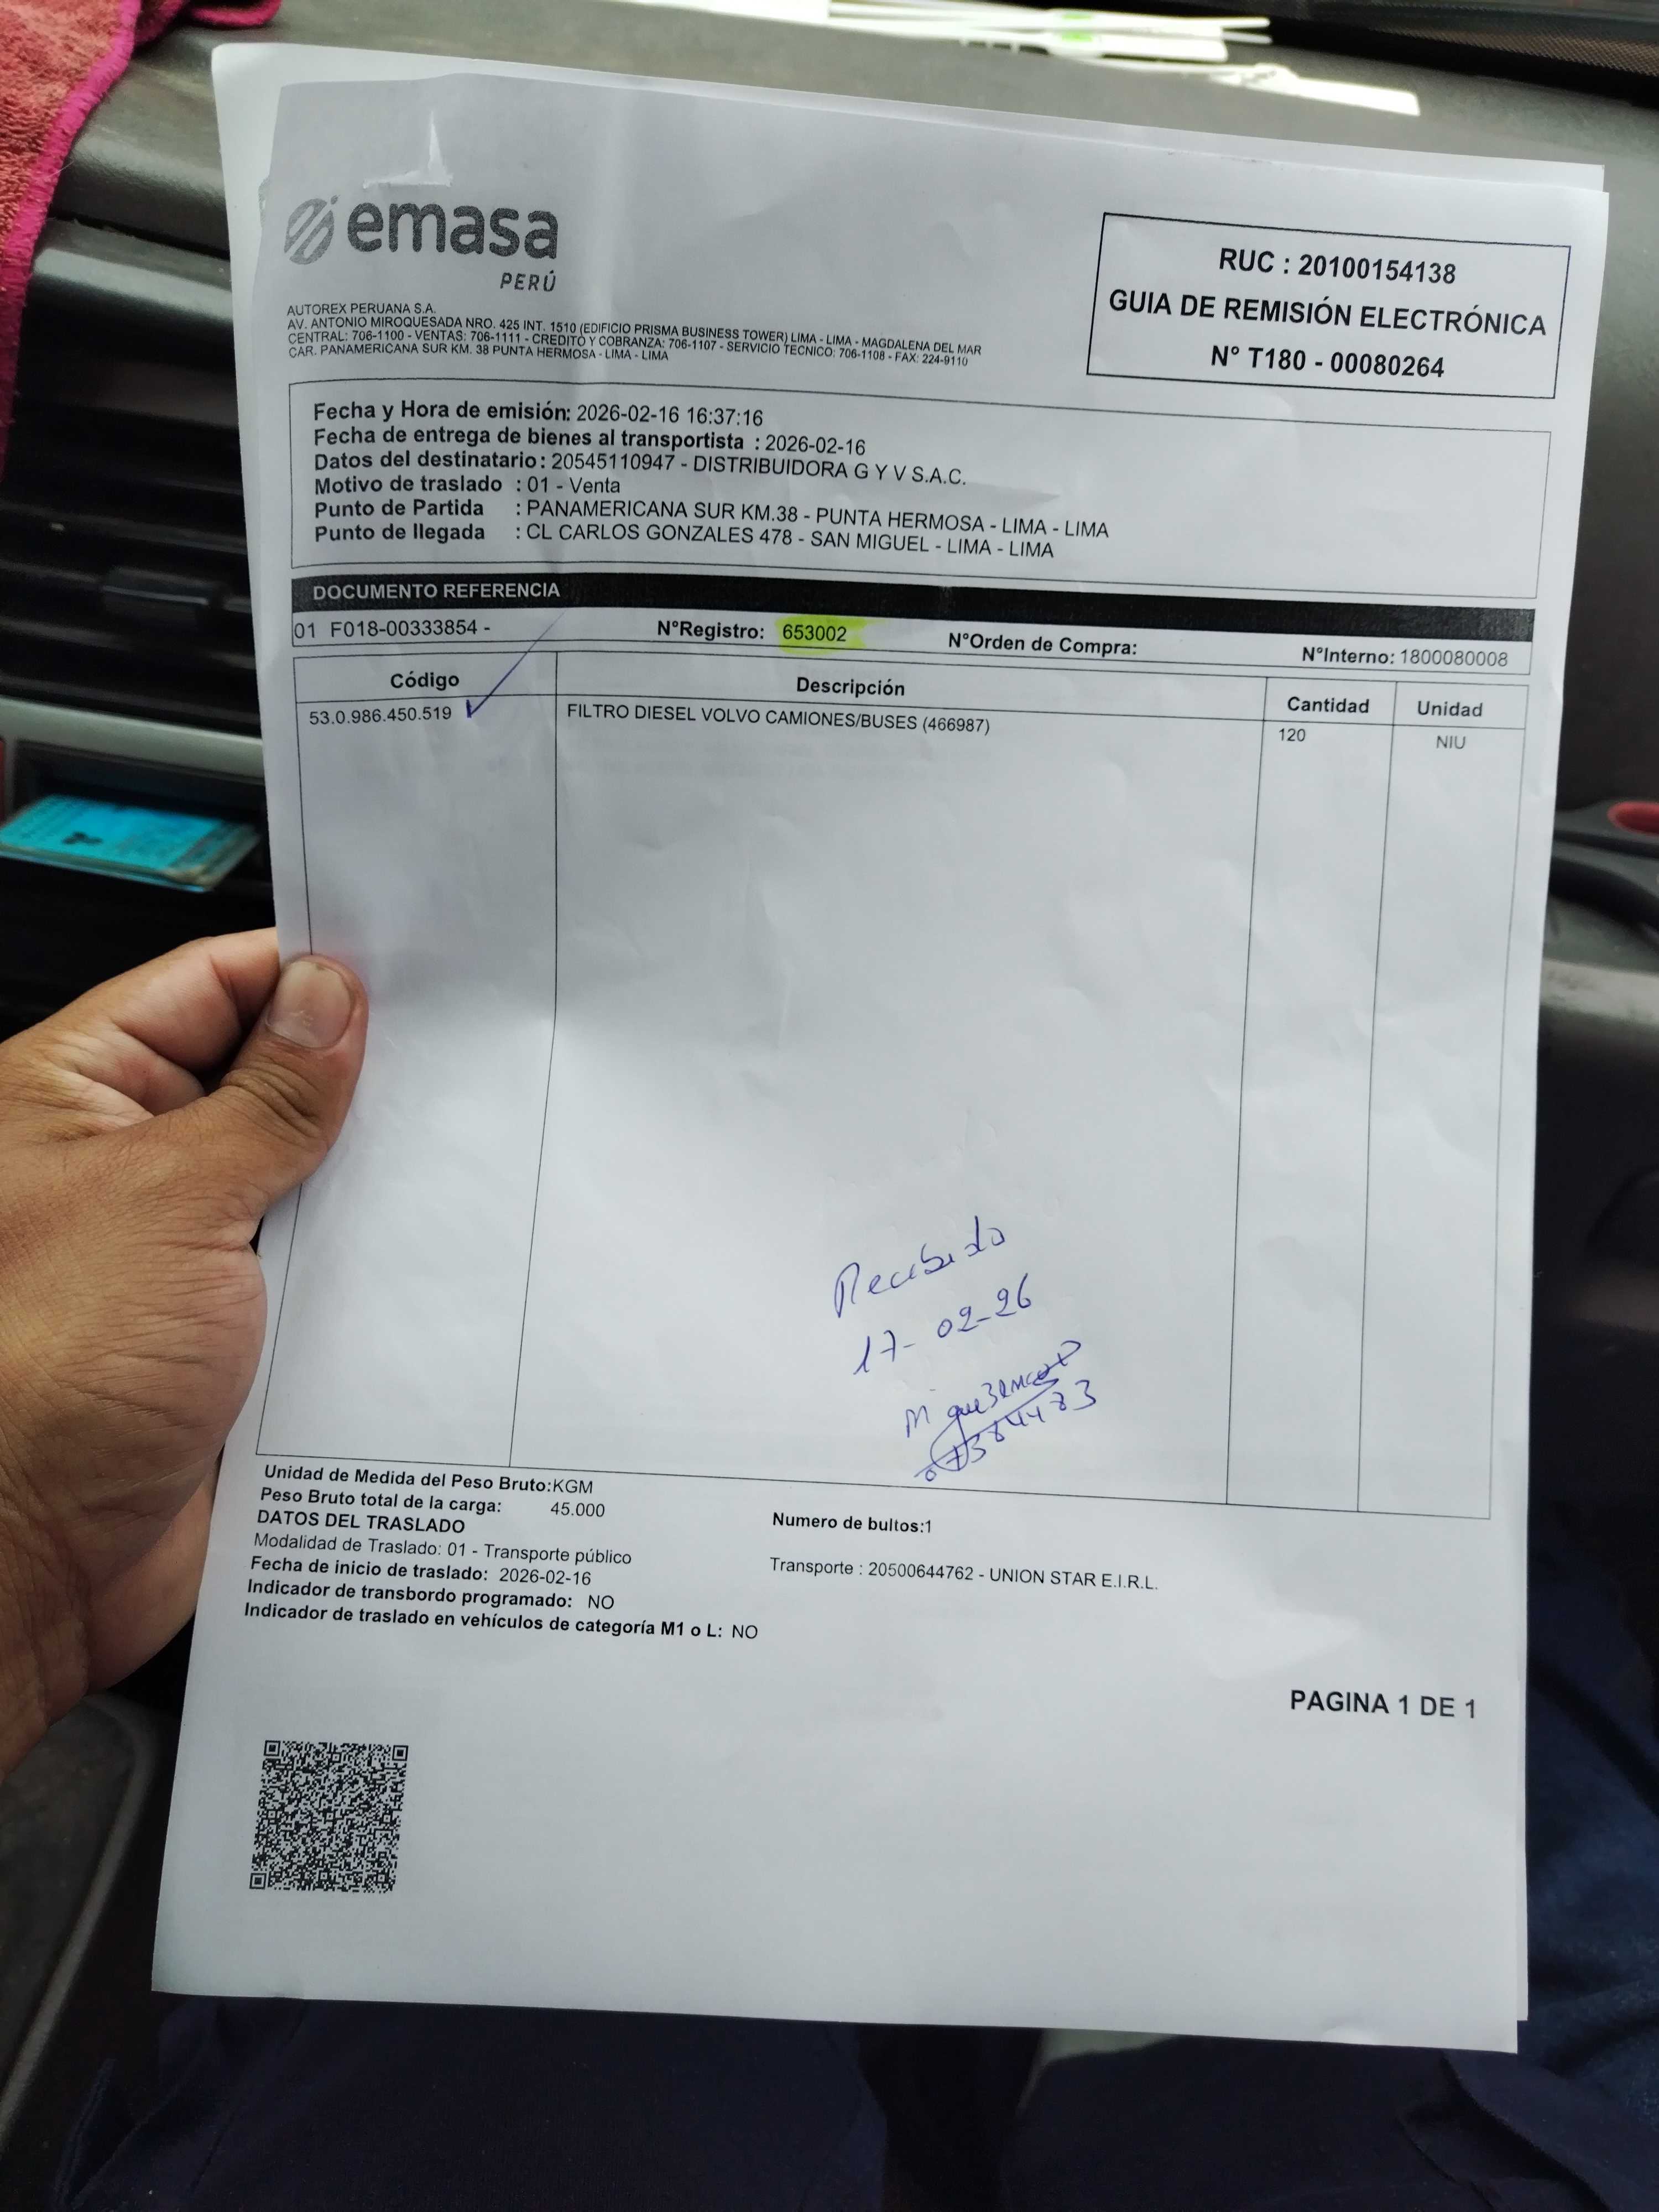 emasa
PERÚ
AUTOREX PERUANA S.A.
AV. ANTONIO MIROQUESADA NRO. 425 INT. 1510 (EDIFICIO PRISMA BUSINESS TOWER) LIMA - LIMA - MAGDALENA DEL MAR
CENTRAL: 706-1100 - VENTAS: 706-1111 - CREDITO Y COBRANZA: 706-1107 - SERVICIO TECNICO: 706-1108 - FAX: 224-9110
CAR. PANAMERICANA SUR KM. 38 PUNTA HERMOSA - LIMA - LIMA
RUC : 20100154138
GUIA DE REMISIÓN ELECTRÓNICA
N° T180 - 00080264
Fecha y Hora de emisión: 2026-02-16 16:37:16
Fecha de entrega de bienes al transportista : 2026-02-16
Datos del destinatario : 20545110947 - DISTRIBUIDORA G Y V S.A.C.
Motivo de traslado : 01 - Venta
Punto de Partida : PANAMERICANA SUR KM.38 - PUNTA HERMOSA - LIMA - LIMA
Punto de llegada : CL CARLOS GONZALES 478 - SAN MIGUEL - LIMA - LIMA
DOCUMENTO REFERENCIA
01 F018-00333854 - N°Registro: 653002 N°Orden de Compra: N°Interno: 1800080008
Código Descripción Cantidad Unidad
53.0.986.450.519 FILTRO DIESEL VOLVO CAMIONES/BUSES (466987) 120 NIU
Recibido
17-02-26
Unidad de Medida del Peso Bruto:KGM
Peso Bruto total de la carga: 45.000 Numero de bultos:1
DATOS DEL TRASLADO
Modalidad de Traslado: 01 - Transporte público Transporte : 20500644762 - UNION STAR E.I.R.L.
Fecha de inicio de traslado: 2026-02-16
Indicador de transbordo programado: NO
Indicador de traslado en vehículos de categoría M1 o L: NO
PAGINA 1 DE 1